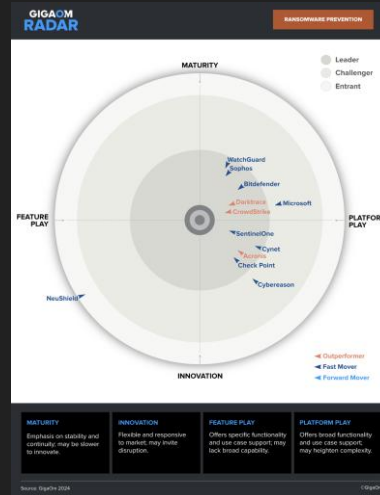 GIGAOM
RADAR
RANSOMWARE PREVENTION
Leader
Challenger
Entrant
MATURITY
WatchGuard
Sophos
Bitdefender
Darktrace
Microsoft
CrowdStrike
FEATURE
PLAY
PLATFORM
PLAY
SentinelOne
Cynet
Acronis
Check Point
Cybereason
NeuShield
INNOVATION
Outperformer
Fast Mover
Forward Mover
MATURITY
Emphasis on stability and
continuity; may be slower
to innovate.
INNOVATION
Flexible and responsive
to market; may invite
disruption.
FEATURE PLAY
Offers specific functionality
and use case support; may
lack broad capability.
PLATFORM PLAY
Offers broad functionality
and use case support;
may heighten complexity.
Source: GigaOm 2024